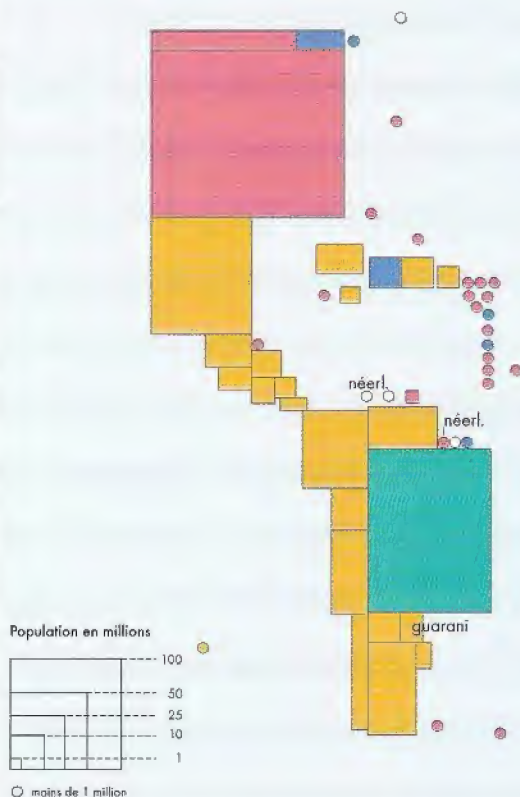 néerl.
néerl.
guarani
Population en millions
100
50
25
10
1
moins de 1 million